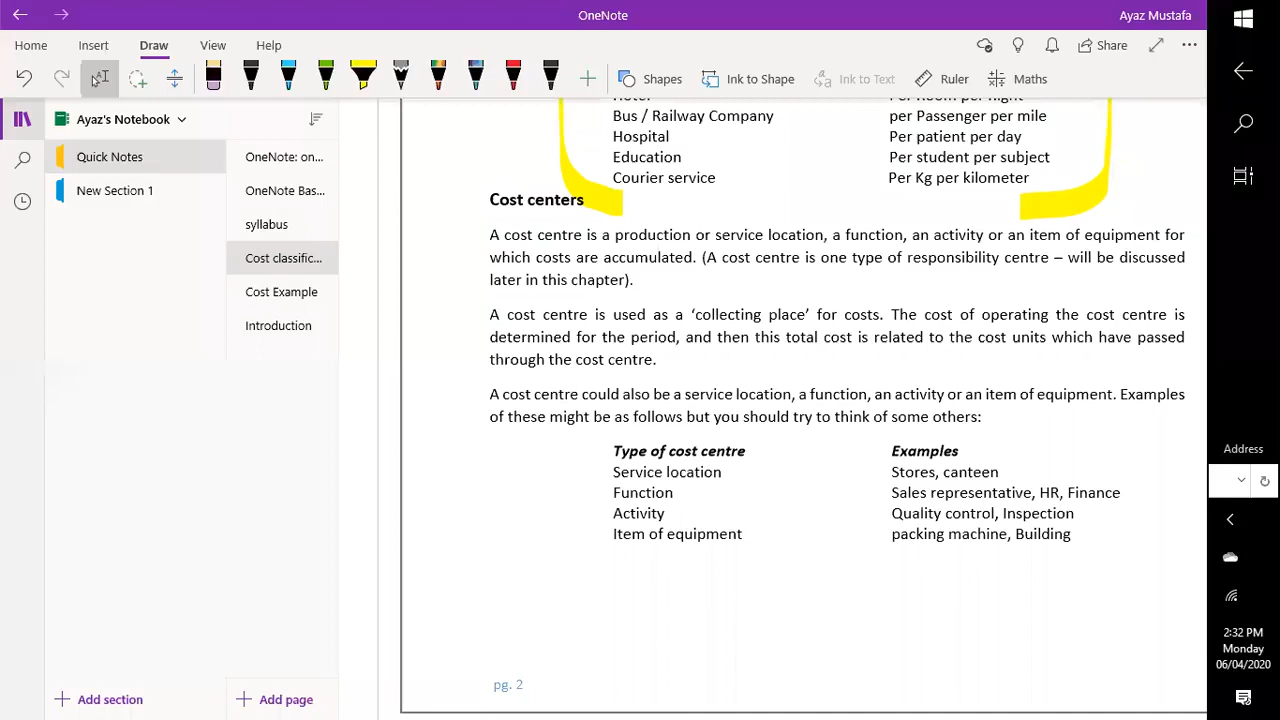 OneNote
Ayaz Mustafa
Home
Insert
Draw
View
Help
Share
Shapes
Ink to Shape
Ink to Text
Ruler
Maths
Ayaz's Notebook
Quick Notes
New Section 1
OneNote: on...
OneNote Bas...
syllabus
Cost classific...
Cost Example
Introduction
Hotel Per Room per night
Bus / Railway Company per Passenger per mile
Hospital Per patient per day
Education Per student per subject
Courier service Per Kg per kilometer
Cost centers
A cost centre is a production or service location, a function, an activity or an item of equipment for
which costs are accumulated. (A cost centre is one type of responsibility centre – will be discussed
later in this chapter).
A cost centre is used as a ‘collecting place’ for costs. The cost of operating the cost centre is
determined for the period, and then this total cost is related to the cost units which have passed
through the cost centre.
A cost centre could also be a service location, a function, an activity or an item of equipment. Examples
of these might be as follows but you should try to think of some others:
Type of cost centre Examples
Service location Stores, canteen
Function Sales representative, HR, Finance
Activity Quality control, Inspection
Item of equipment packing machine, Building
pg. 2
Add section
Add page
Address
2:32 PM
Monday
06/04/2020